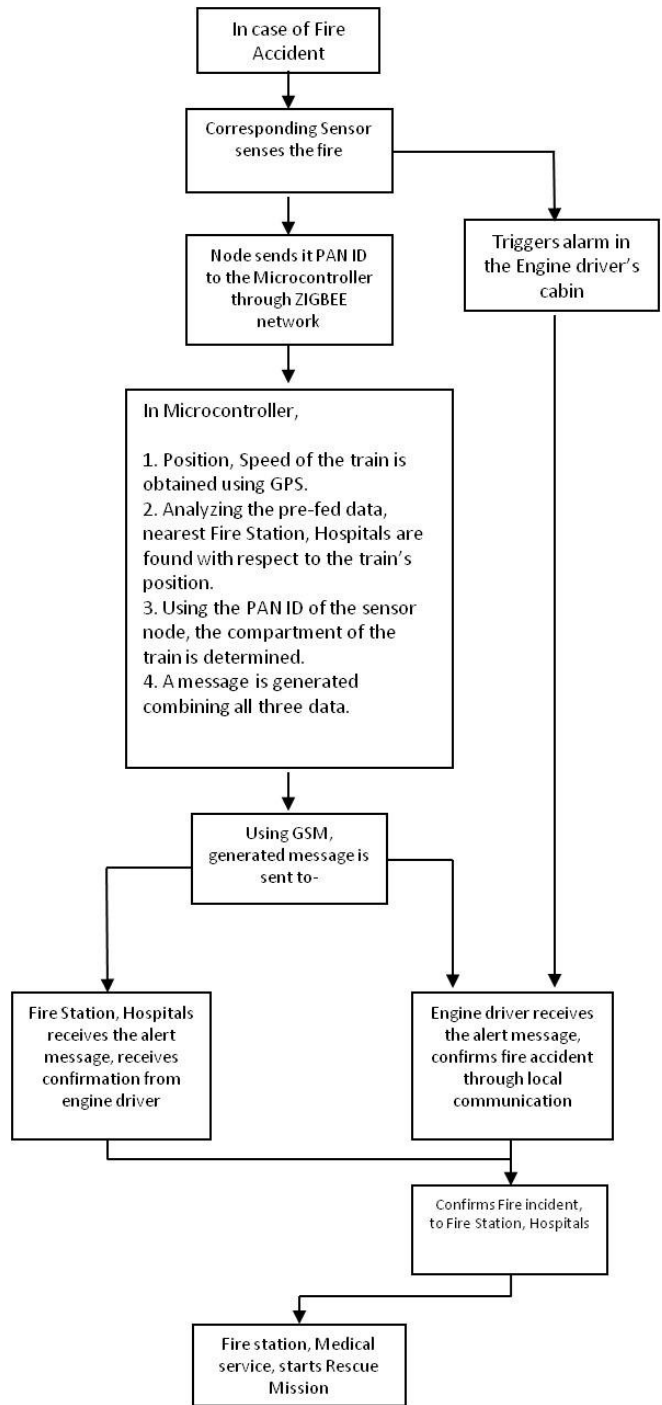 In case of Fire
Accident
Corresponding Sensor
senses the fire
Node sends it PAN ID
to the Microcontroller
through ZIGBEE
network
Triggers alarm in
the Engine driver's
cabin
In Microcontroller,
1. Position, Speed of the train is
obtained using GPS.
2. Analyzing the pre-fed data,
nearest Fire Station, Hospitals are
found with respect to the train's
position.
3. Using the PAN ID of the sensor
node, the compartment of the
train is determined.
4. A message is generated
combining all three data.
Using GSM,
generated message is
sent to-
Fire Station, Hospitals
receives the alert
message, receives
confirmation from
engine driver
Engine driver receives
the alert message,
confirms fire accident
through local
communication
Confirms Fire incident,
to Fire Station, Hospitals
Fire station, Medical
service, starts Rescue
Mission